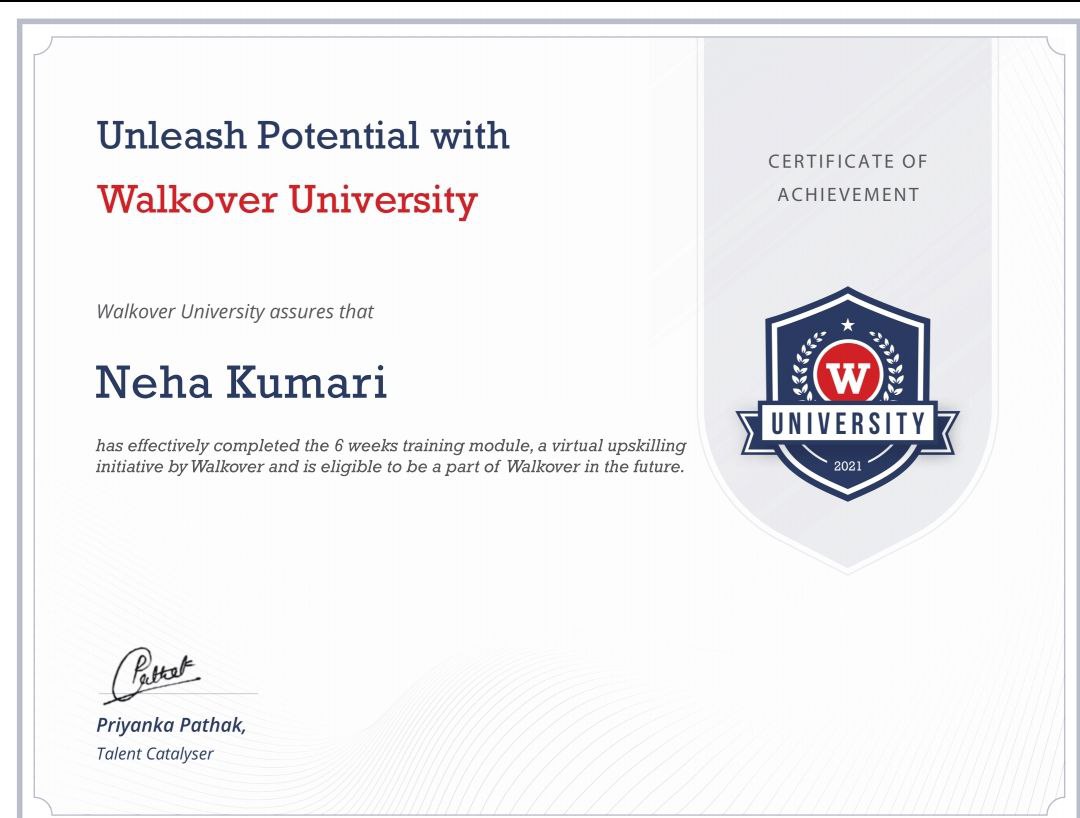 Unleash Potential with
Walkover University
CERTIFICATE OF
ACHIEVEMENT
Walkover University assures that
Neha Kumari
has effectively completed the 6 weeks training module, a virtual upskilling
initiative by Walkover and is eligible to be a part of Walkover in the future.
W
UNIVERSITY
2021
Pathak
Priyanka Pathak,
Talent Catalyser